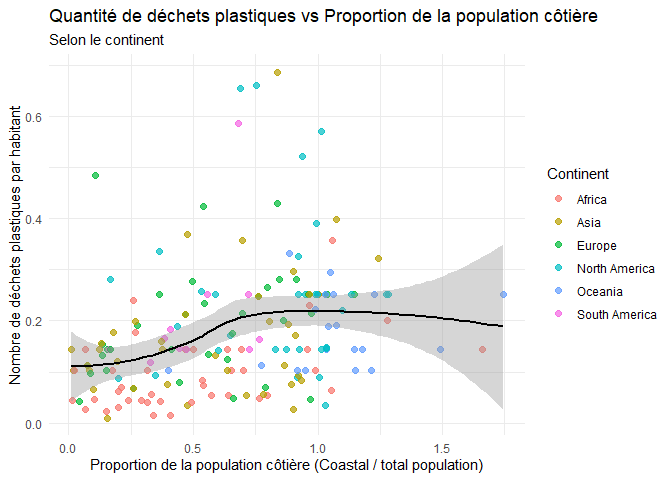 Quantité de déchets plastiques vs Proportion de la population côtière
Selon le continent
Nombre de déchets plastiques par habitant
0.6
0.4
0.2
0.0
0.0
0.5
1.0
1.5
Proportion de la population côtière (Coastal / total population)
Continent
Africa
Asia
Europe
North America
Oceania
South America